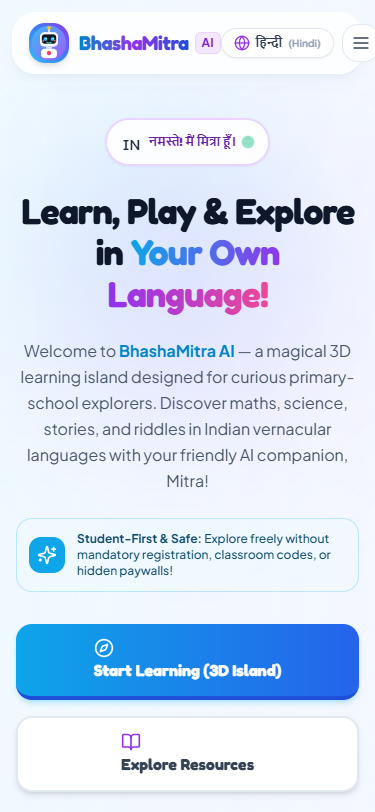 BhashaMitra AI हिन्दी (Hindi)
IN नमस्ते! मैं मित्रा हूँ।
Learn, Play & Explore
in Your Own
Language!
Welcome to BhashaMitra AI — a magical 3D
learning island designed for curious primary-
school explorers. Discover maths, science,
stories, and riddles in Indian vernacular
languages with your friendly AI companion,
Mitra!
Student-First & Safe: Explore freely without
mandatory registration, classroom codes, or
hidden paywalls!
Start Learning (3D Island)
Explore Resources